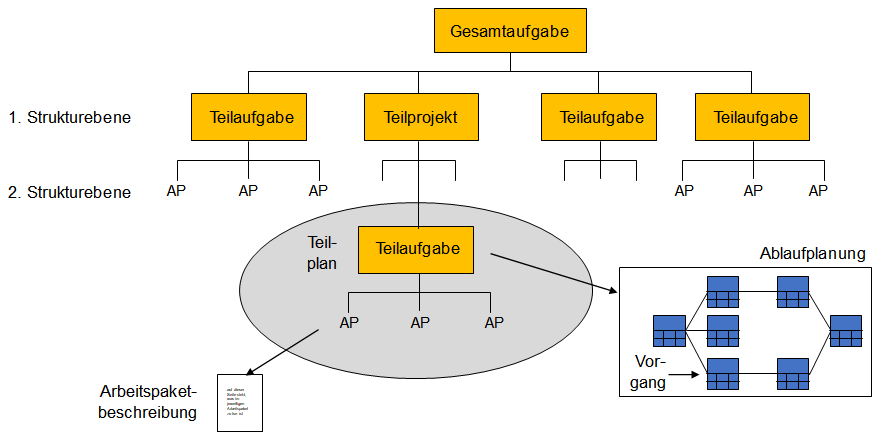 Gesamtaufgabe
1. Strukturebene
Teilaufgabe
Teilprojekt
Teilaufgabe
Teilaufgabe
2. Strukturebene
AP
AP
AP
AP
AP
AP
Teil-
plan
Teilaufgabe
AP
AP
AP
Ablaufplanung
Vor-
gang
Arbeitspaket-
beschreibung